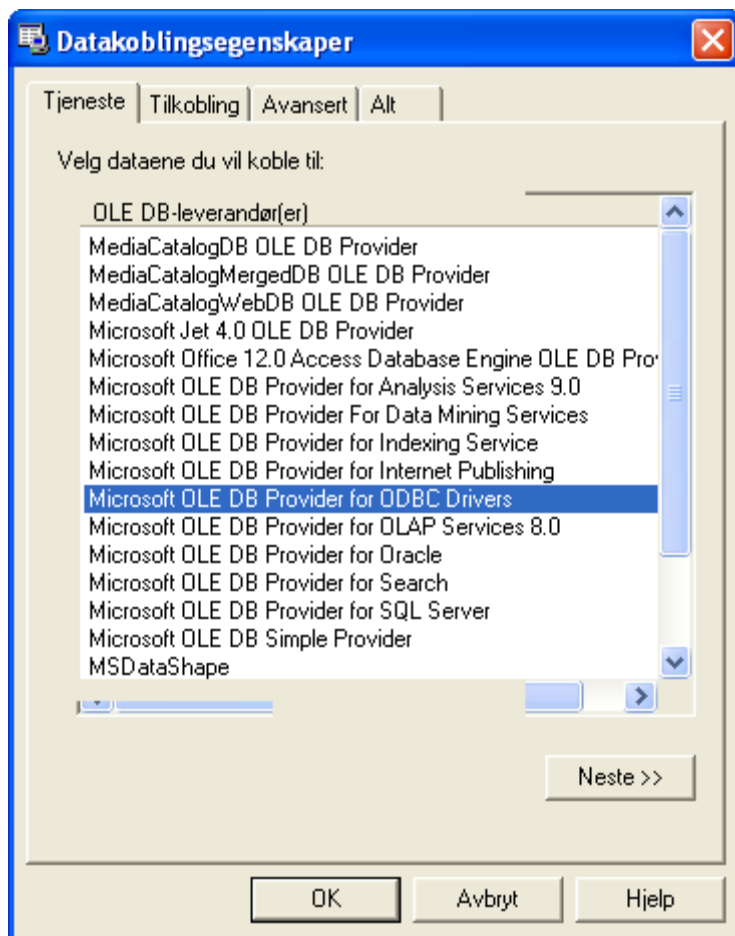 Datakoblingsegenskaper
Tjeneste Tilkobling Avansert Alt
Velg dataene du vil koble til:
OLE DB-leverandør(er)
MediaCatalogDB OLE DB Provider
MediaCatalogMergedDB OLE DB Provider
MediaCatalogWebDB OLE DB Provider
Microsoft Jet 4.0 OLE DB Provider
Microsoft Office 12.0 Access Database Engine OLE DB Pro
Microsoft OLE DB Provider for Analysis Services 9.0
Microsoft OLE DB Provider For Data Mining Services
Microsoft OLE DB Provider for Indexing Service
Microsoft OLE DB Provider for Internet Publishing
Microsoft OLE DB Provider for ODBC Drivers
Microsoft OLE DB Provider for OLAP Services 8.0
Microsoft OLE DB Provider for Oracle
Microsoft OLE DB Provider for Search
Microsoft OLE DB Provider for SQL Server
Microsoft OLE DB Simple Provider
MSDataShape
Neste >>
OK Avbryt Hjelp